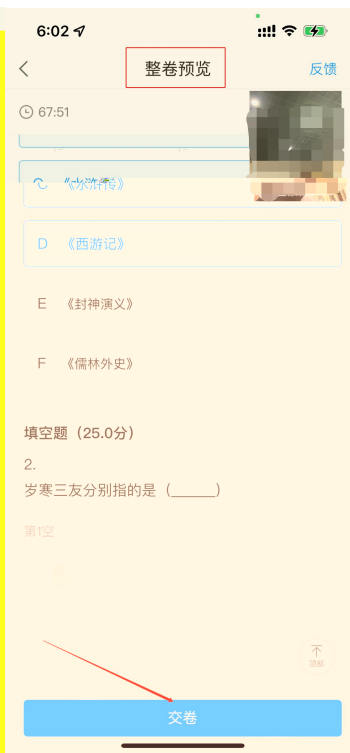 6:02
整卷预览
反馈
67:51
C 《水浒传》
D 《西游记》
E 《封神演义》
F 《儒林外史》
填空题（25.0分）
2.
岁寒三友分别指的是（_____）
第1空
顶部
交卷